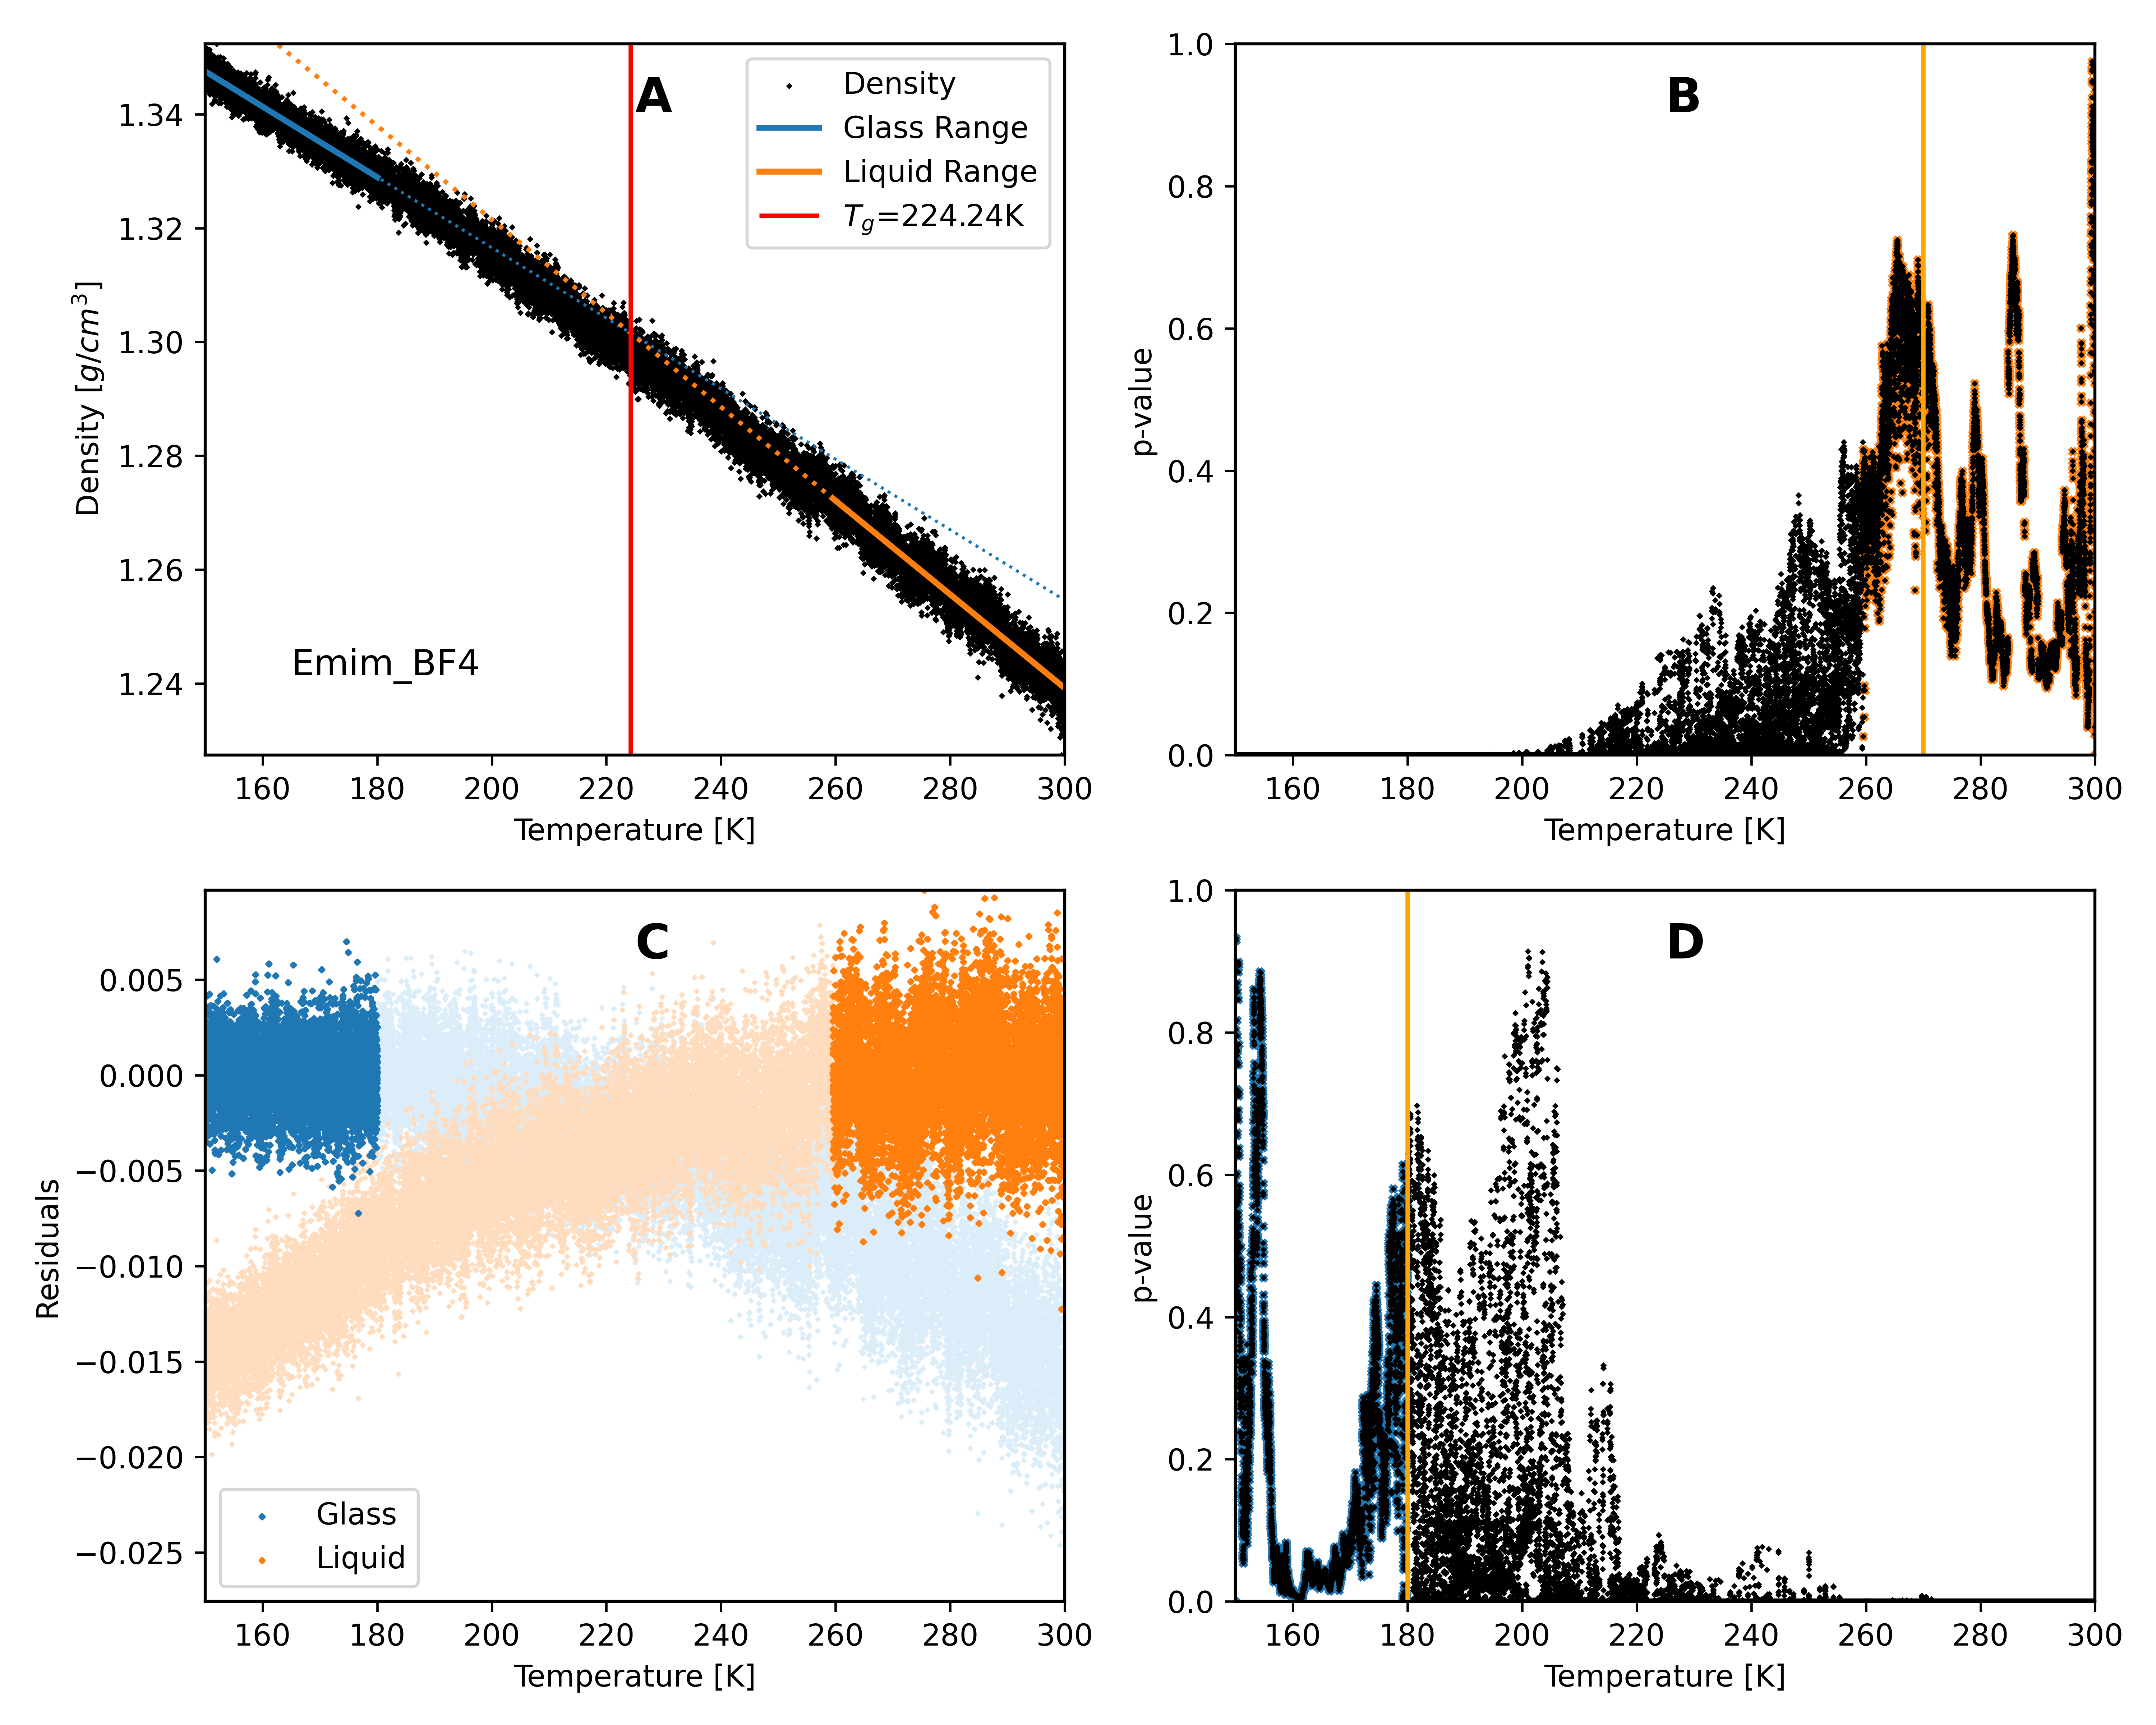 A
Density
Glass Range
Liquid Range
T_g=224.24K
Emim_BF4
Density [g/cm^3]
1.34
1.32
1.30
1.28
1.26
1.24
160 180 200 220 240 260 280 300
Temperature [K]
B
p-value
1.0
0.8
0.6
0.4
0.2
0.0
160 180 200 220 240 260 280 300
Temperature [K]
C
Residuals
0.005
0.000
−0.005
−0.010
−0.015
−0.020
−0.025
Glass
Liquid
160 180 200 220 240 260 280 300
Temperature [K]
D
p-value
1.0
0.8
0.6
0.4
0.2
0.0
160 180 200 220 240 260 280 300
Temperature [K]